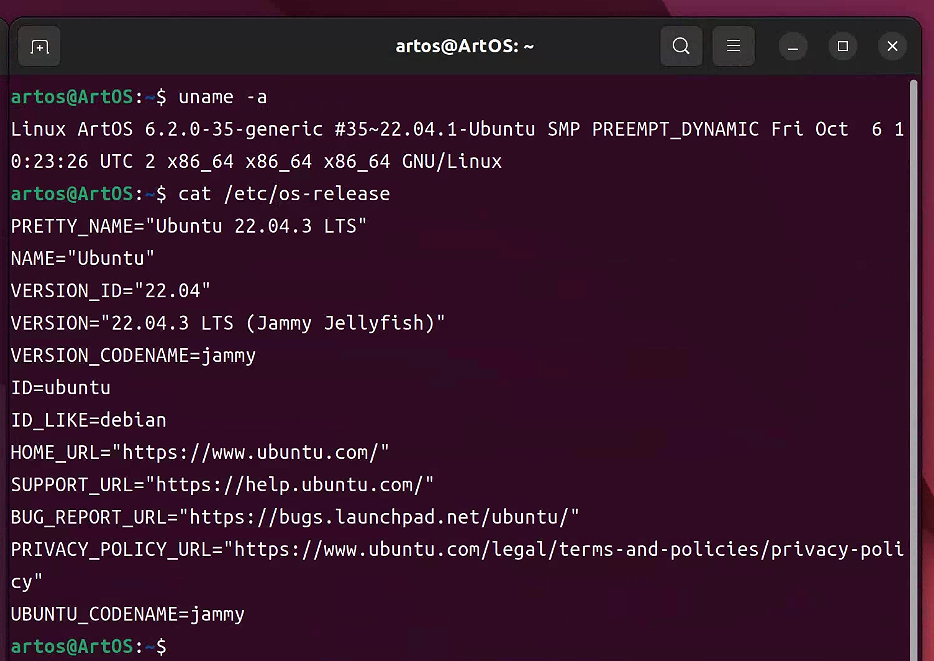 artos@ArtOS: ~
artos@ArtOS:~$ uname -a
Linux ArtOS 6.2.0-35-generic #35~22.04.1-Ubuntu SMP PREEMPT_DYNAMIC Fri Oct  6 1
0:23:26 UTC 2 x86_64 x86_64 x86_64 GNU/Linux
artos@ArtOS:~$ cat /etc/os-release
PRETTY_NAME="Ubuntu 22.04.3 LTS"
NAME="Ubuntu"
VERSION_ID="22.04"
VERSION="22.04.3 LTS (Jammy Jellyfish)"
VERSION_CODENAME=jammy
ID=ubuntu
ID_LIKE=debian
HOME_URL="https://www.ubuntu.com/"
SUPPORT_URL="https://help.ubuntu.com/"
BUG_REPORT_URL="https://bugs.launchpad.net/ubuntu/"
PRIVACY_POLICY_URL="https://www.ubuntu.com/legal/terms-and-policies/privacy-poli
cy"
UBUNTU_CODENAME=jammy
artos@ArtOS:~$